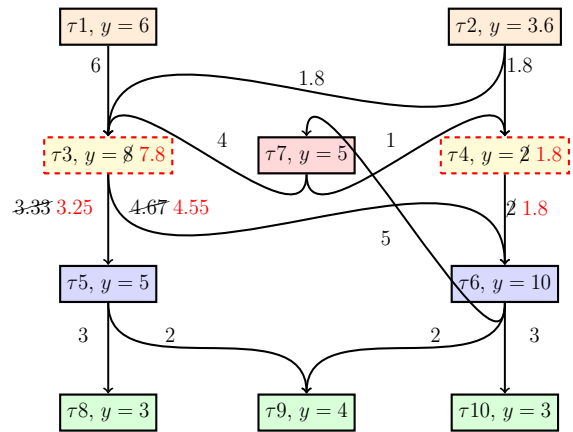 τ1, y = 6
τ2, y = 3.6
6
1.8
1.8
τ3, y = 8 7.8
4
τ7, y = 5
1
τ4, y = 2 1.8
3.33 3.25
4.67 4.55
2 1.8
5
τ5, y = 5
τ6, y = 10
3
2
2
3
τ8, y = 3
τ9, y = 4
τ10, y = 3